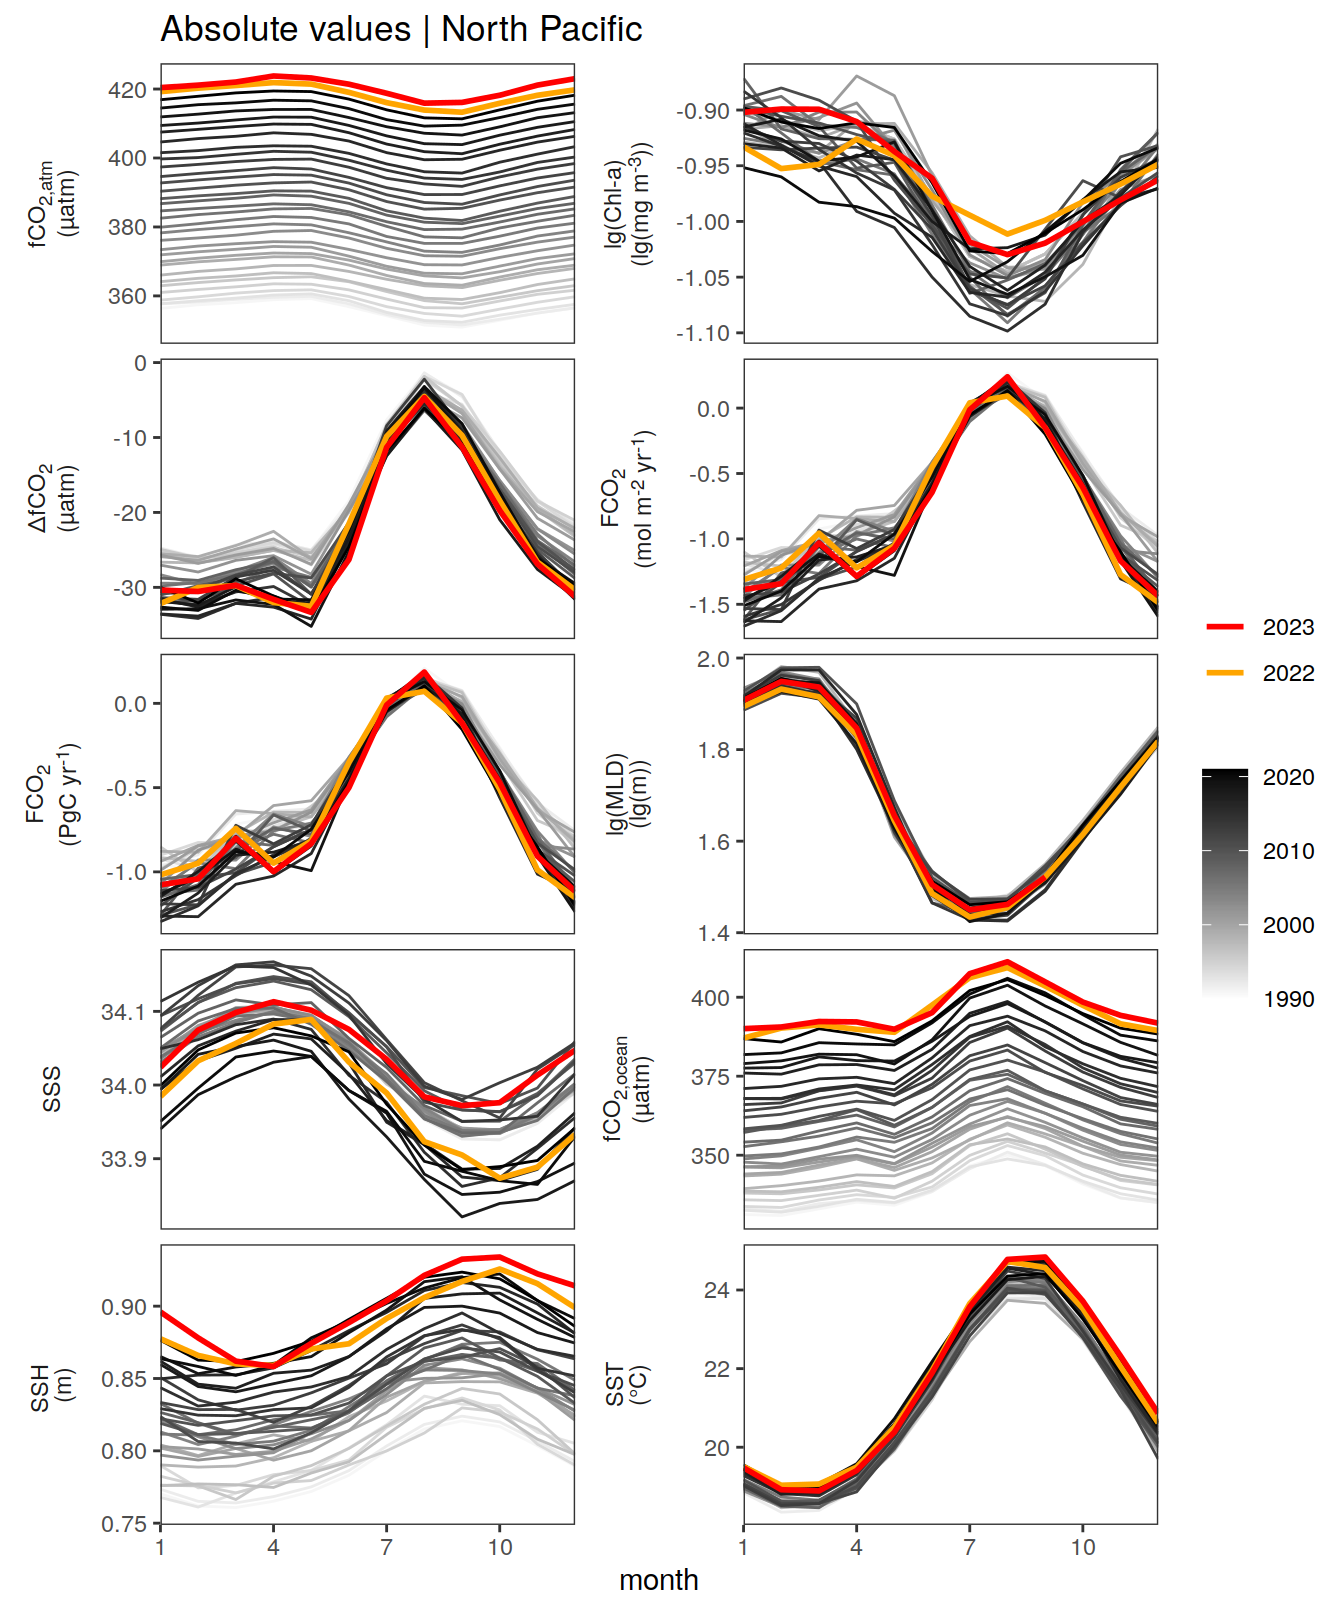 Absolute values | North Pacific
fCO2,atm
(µatm)
420
400
380
360
lg(Chl-a)
(lg(mg m-3))
-0.90
-0.95
-1.00
-1.05
-1.10
ΔfCO2
(µatm)
0
-10
-20
-30
FCO2
(mol m-2 yr-1)
0.0
-0.5
-1.0
-1.5
FCO2
(PgC yr-1)
0.0
-0.5
-1.0
lg(MLD)
(lg(m))
2.0
1.8
1.6
1.4
SSS
34.1
34.0
33.9
fCO2,ocean
(µatm)
400
375
350
SSH
(m)
0.90
0.85
0.80
0.75
SST
(°C)
24
22
20
1 4 7 10
1 4 7 10
month
2023
2022
2020
2010
2000
1990